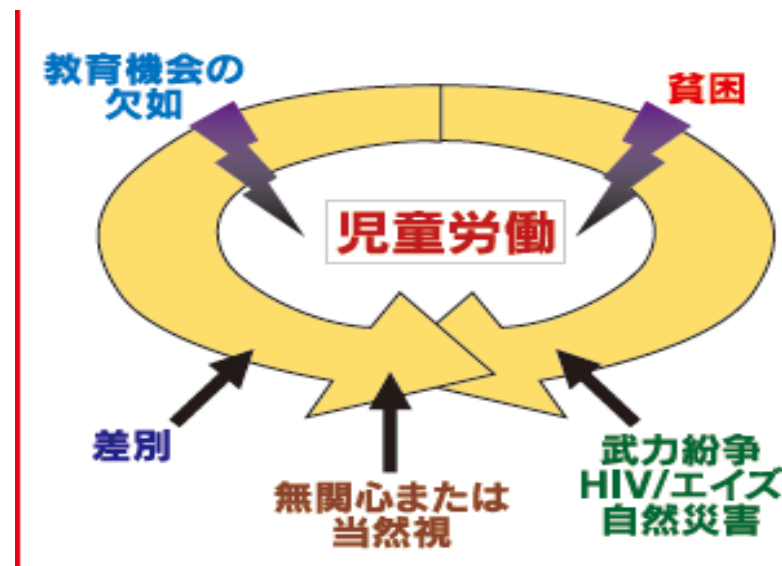 教育機会の
欠如
貧困
児童労働
差別
無関心または
当然視
武力紛争
HIV/エイズ
自然災害